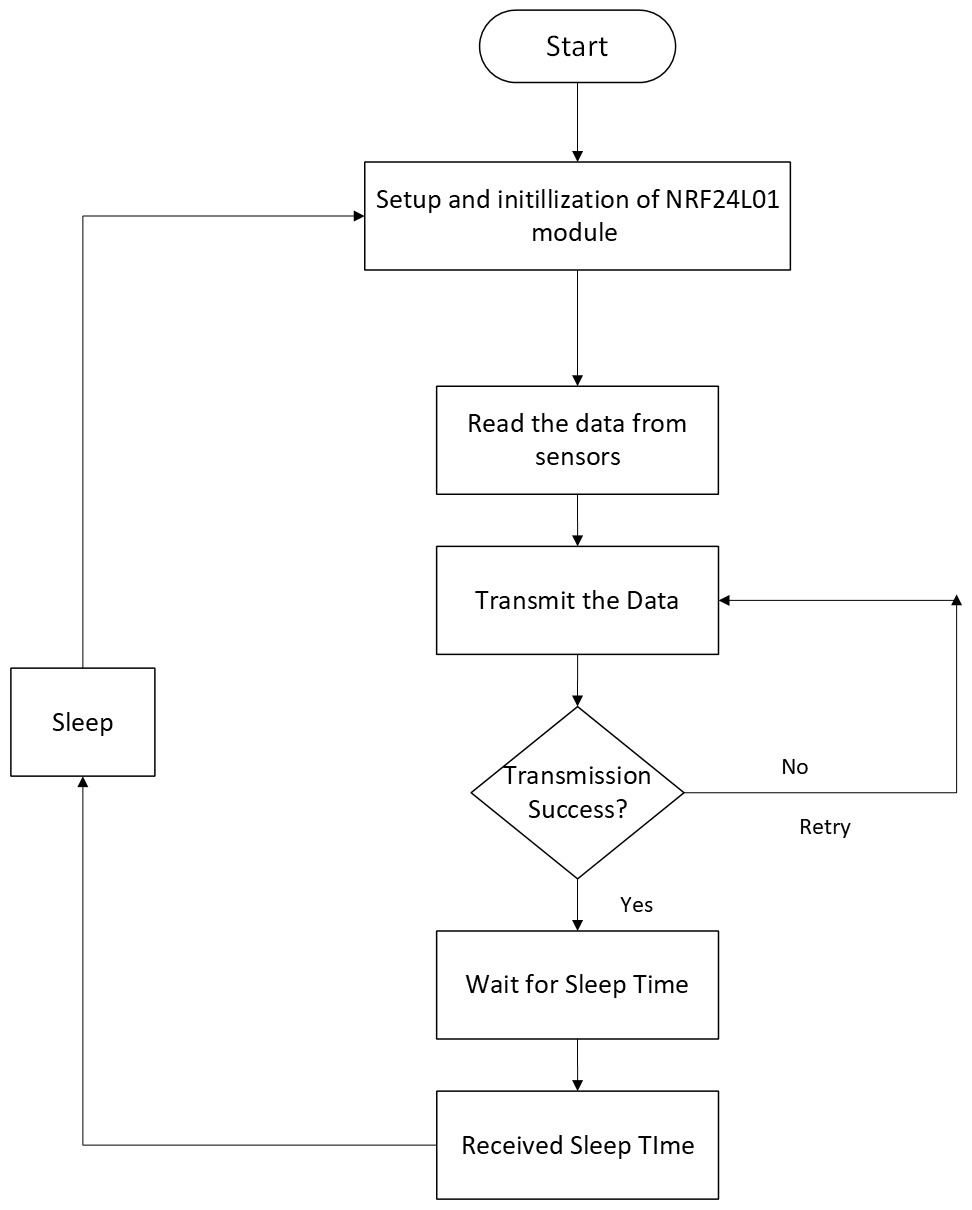 Start
Setup and initillization of NRF24L01
module
Read the data from
sensors
Transmit the Data
Sleep
Transmission
Success?
No
Retry
Yes
Wait for Sleep Time
Received Sleep TIme